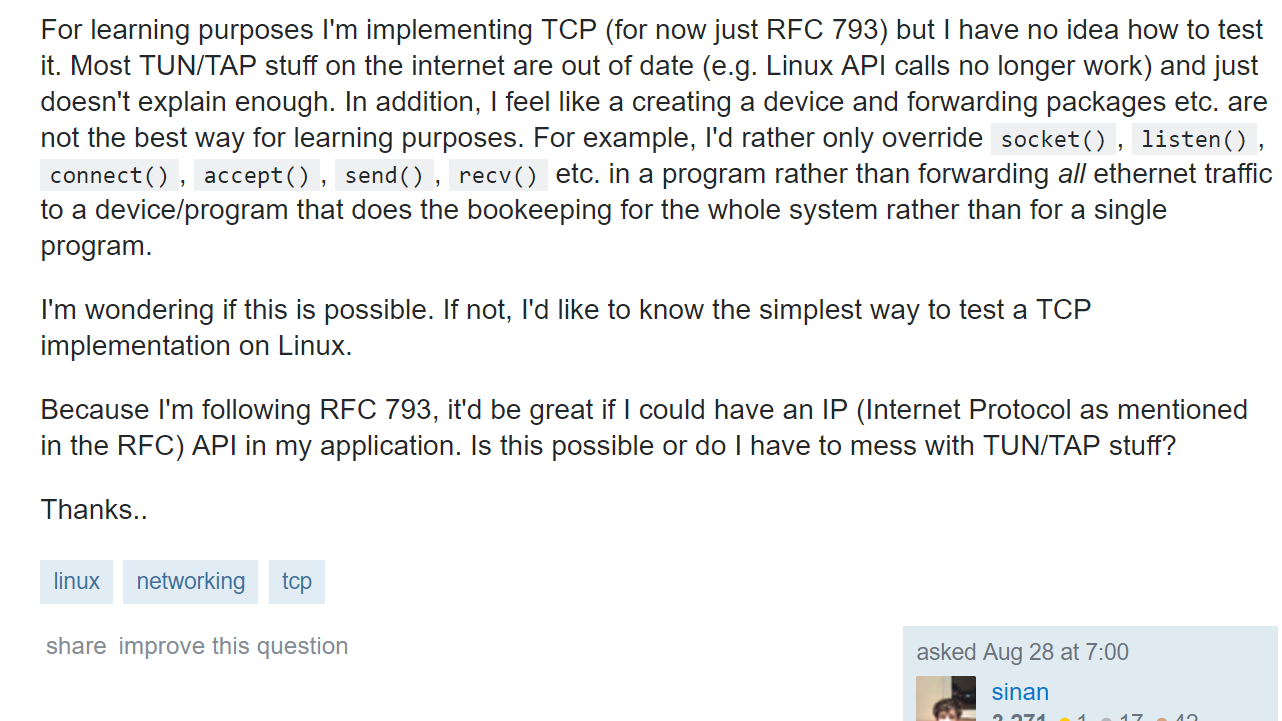 For learning purposes I'm implementing TCP (for now just RFC 793) but I have no idea how to test
it. Most TUN/TAP stuff on the internet are out of date (e.g. Linux API calls no longer work) and just
doesn't explain enough. In addition, I feel like a creating a device and forwarding packages etc. are
not the best way for learning purposes. For example, I'd rather only override socket(), listen(),
connect(), accept(), send(), recv() etc. in a program rather than forwarding all ethernet traffic
to a device/program that does the bookeeping for the whole system rather than for a single
program.
I'm wondering if this is possible. If not, I'd like to know the simplest way to test a TCP
implementation on Linux.
Because I'm following RFC 793, it'd be great if I could have an IP (Internet Protocol as mentioned
in the RFC) API in my application. Is this possible or do I have to mess with TUN/TAP stuff?
Thanks..
linux networking tcp
share improve this question
asked Aug 28 at 7:00
sinan